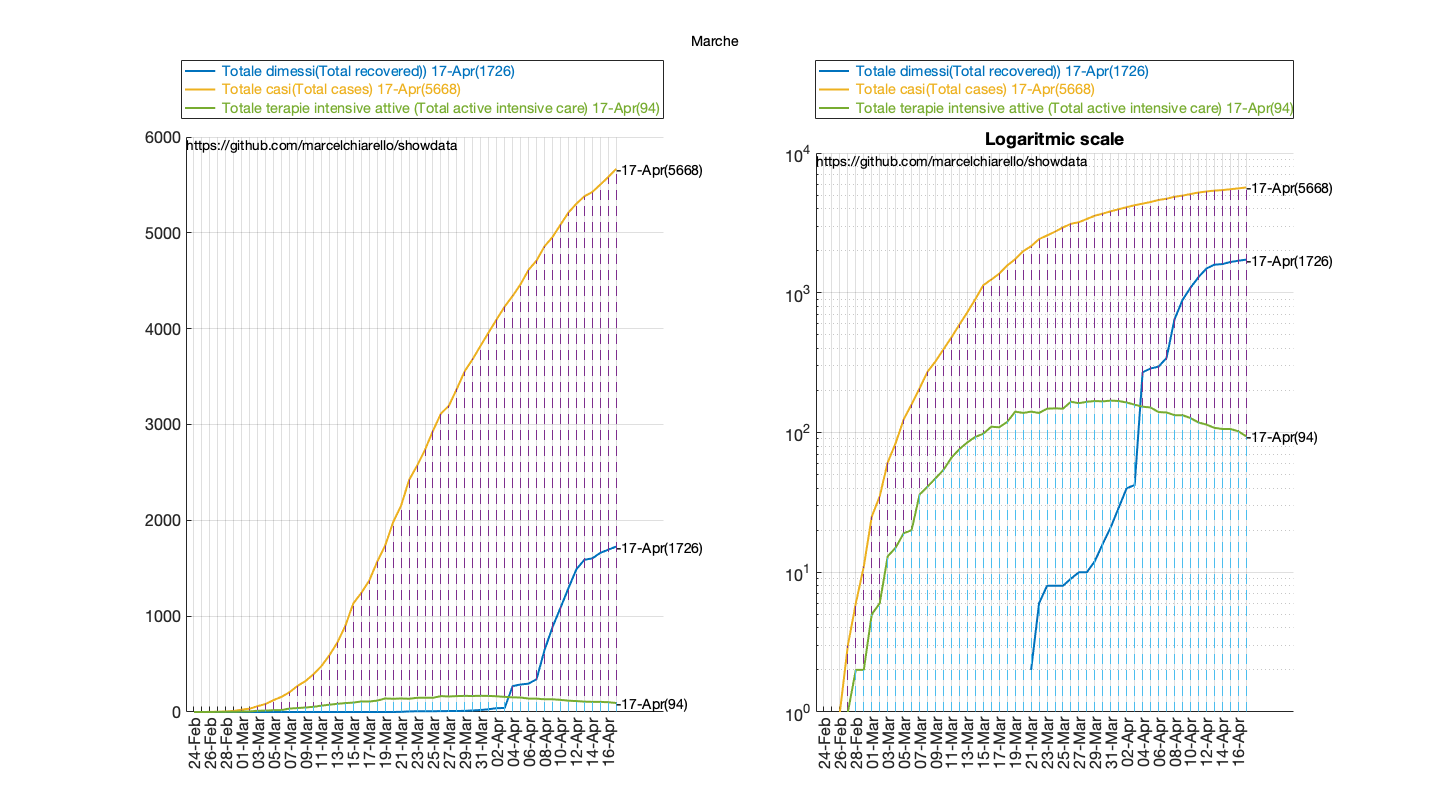 Marche
Totale dimessi(Total recovered)) 17-Apr(1726)
Totale casi(Total cases) 17-Apr(5668)
Totale terapie intensive attive (Total active intensive care) 17-Apr(94)
https://github.com/marcelchiarello/showdata
6000
5000
4000
3000
2000
1000
0
-17-Apr(5668)
-17-Apr(1726)
-17-Apr(94)
24-Feb
26-Feb
28-Feb
01-Mar
03-Mar
05-Mar
07-Mar
09-Mar
11-Mar
13-Mar
15-Mar
17-Mar
19-Mar
21-Mar
23-Mar
25-Mar
27-Mar
29-Mar
31-Mar
02-Apr
04-Apr
06-Apr
08-Apr
10-Apr
12-Apr
14-Apr
16-Apr
Totale dimessi(Total recovered)) 17-Apr(1726)
Totale casi(Total cases) 17-Apr(5668)
Totale terapie intensive attive (Total active intensive care) 17-Apr(94)
Logaritmic scale
https://github.com/marcelchiarello/showdata
10^4
10^3
10^2
10^1
10^0
-17-Apr(5668)
-17-Apr(1726)
-17-Apr(94)
24-Feb
26-Feb
28-Feb
01-Mar
03-Mar
05-Mar
07-Mar
09-Mar
11-Mar
13-Mar
15-Mar
17-Mar
19-Mar
21-Mar
23-Mar
25-Mar
27-Mar
29-Mar
31-Mar
02-Apr
04-Apr
06-Apr
08-Apr
10-Apr
12-Apr
14-Apr
16-Apr